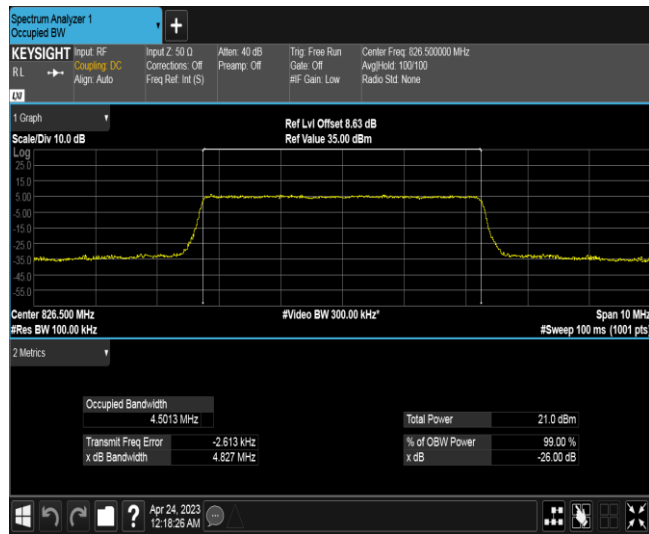 Spectrum Analyzer 1
Occupied BW
+
KEYSIGHT
RL
LXI
Input: RF
Coupling: DC
Align: Auto
Input Z: 50 Ω
Corrections: Off
Freq Ref: Int (S)
Atten: 40 dB
Preamp: Off
Trig: Free Run
Gate: Off
#IF Gain: Low
Center Freq: 826.500000 MHz
Avg|Hold: 100/100
Radio Std: None
1 Graph
Scale/Div 10.0 dB
Ref Lvl Offset 8.63 dB
Ref Value 35.00 dBm
Log
25.0
15.0
5.00
-5.00
-15.0
-25.0
-35.0
-45.0
-55.0
Center 826.500 MHz
#Video BW 300.00 kHz*
Span 10 MHz
#Res BW 100.00 kHz
#Sweep 100 ms (1001 pts)
2 Metrics
Occupied Bandwidth
4.5013 MHz
Total Power 21.0 dBm
Transmit Freq Error -2.613 kHz
% of OBW Power 99.00 %
x dB Bandwidth 4.827 MHz
x dB -26.00 dB
?
Apr 24, 2023
12:18:26 AM